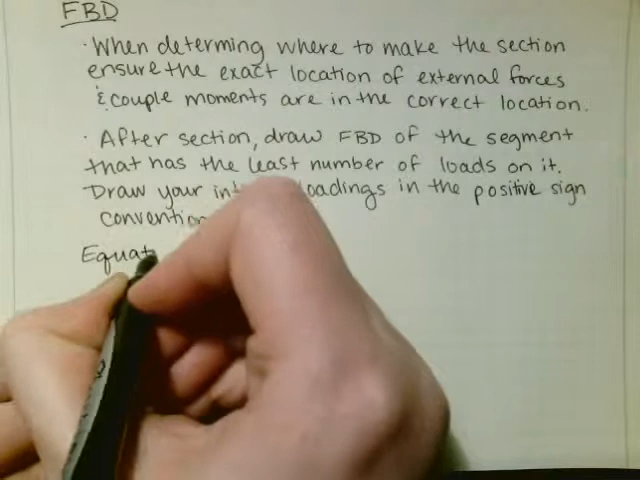 FBD
· When determing where to make the section
ensure the exact location of external forces
& couple moments are in the correct location.
· After section, draw FBD of the segment
that has the least number of loads on it.
Draw your loadings in the positive sign
convention
Equat